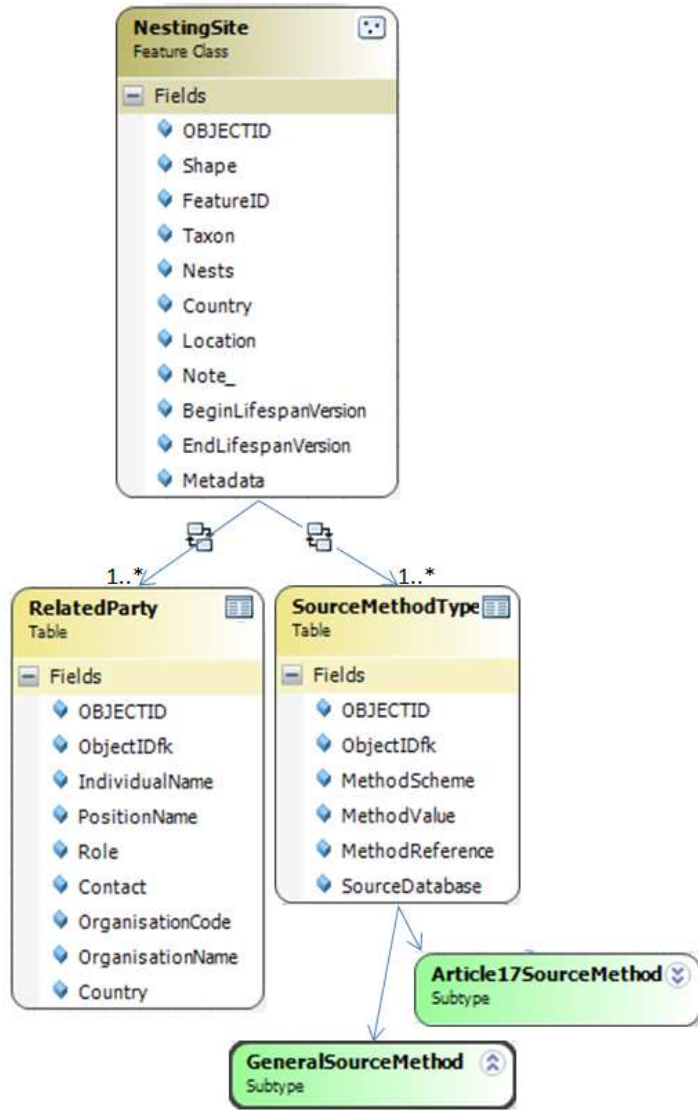 NestingSite
Feature Class
Fields
OBJECTID
Shape
FeatureID
Taxon
Nests
Country
Location
Note_
BeginLifespanVersion
EndLifespanVersion
Metadata
1..*
1..*
RelatedParty
Table
Fields
OBJECTID
ObjectIDfk
IndividualName
PositionName
Role
Contact
OrganisationCode
OrganisationName
Country
SourceMethodType
Table
Fields
OBJECTID
ObjectIDfk
MethodScheme
MethodValue
MethodReference
SourceDatabase
Article17SourceMethod
Subtype
GeneralSourceMethod
Subtype